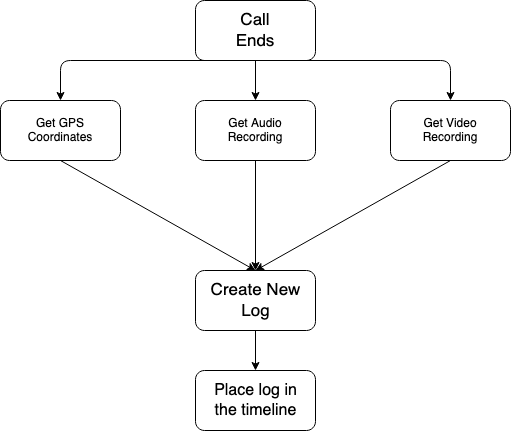 Call
Ends
Get GPS
Coordinates
Get Audio
Recording
Get Video
Recording
Create New
Log
Place log in
the timeline